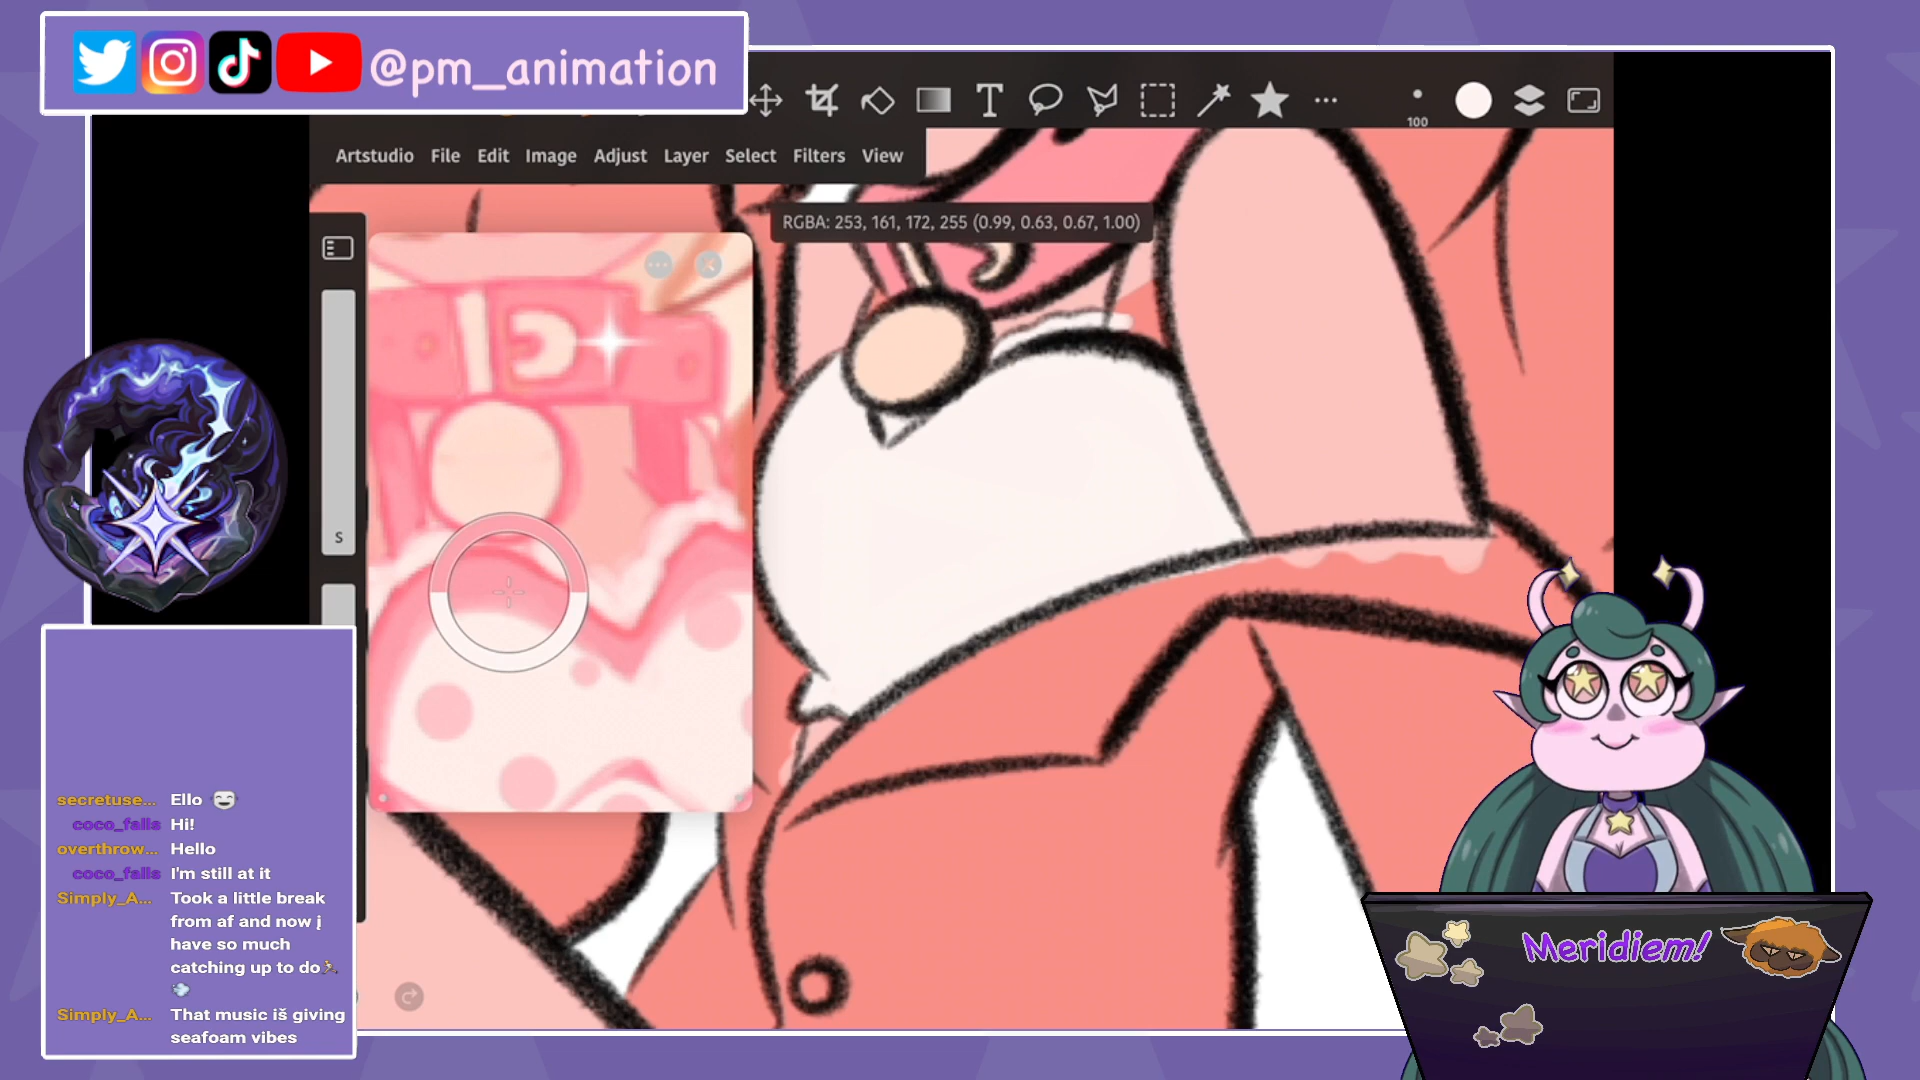 @pm_animation
100
Artstudio File Edit Image Adjust Layer Select Filters View
RGBA: 253, 161, 172, 255 (0.99, 0.63, 0.67, 1.00)
S
secretuse... Ello
coco_falls Hi!
overthrow... Hello
coco_falls I'm still at it
Simply_A... Took a little break
from af and now į
have so much
catching up to do
Simply_A... That music iš giving
seafoam vibes
Meridiem!